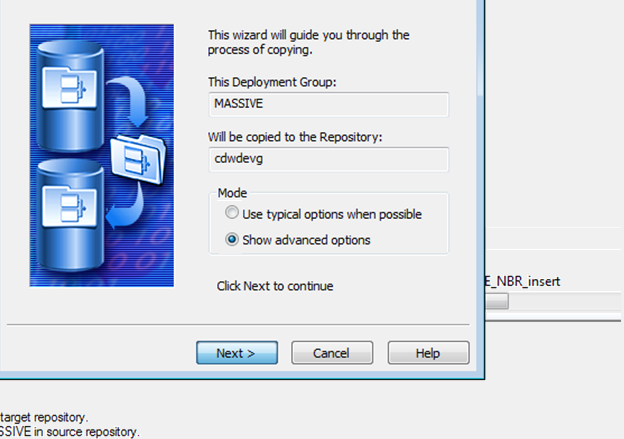 This wizard will guide you through the
process of copying.
This Deployment Group:
MASSIVE
Will be copied to the Repository:
cdwdevg
Mode
Use typical options when possible
Show advanced options
E_NBR_insert
Click Next to continue
Next >
Cancel
Help
target repository.
SSIVE in source repository.